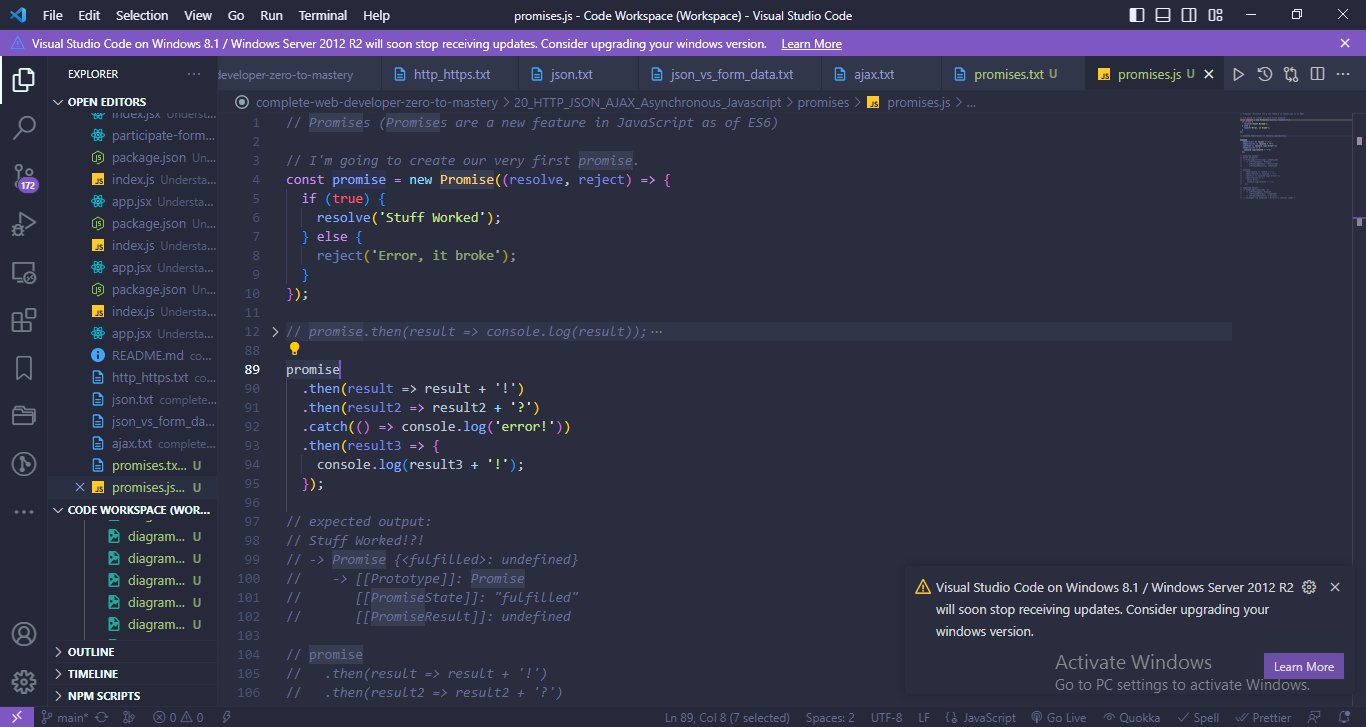 File Edit Selection View Go Run Terminal Help promises.js - Code Workspace (Workspace) - Visual Studio Code
Visual Studio Code on Windows 8.1 / Windows Server 2012 R2 will soon stop receiving updates. Consider upgrading your windows version. Learn More
EXPLORER
developer-zero-to-mastery http_https.txt json.txt json_vs_form_data.txt ajax.txt promises.txt U promises.js U
complete-web-developer-zero-to-mastery > 20_HTTP_JSON_AJAX_Asynchronous_Javascript > promises > JS promises.js > ...
OPEN EDITORS
index.jsx Understa...
participate-form...
package.json Un...
JS index.js Understa...
app.jsx Understa...
package.json Un...
JS index.js Understa...
app.jsx Understa...
package.json Un...
JS index.js Understa...
app.jsx Understa...
README.md co...
http_https.txt co...
json.txt complete...
json_vs_form_da...
ajax.txt complete...
promises.tx... U
JS promises.js... U
CODE WORKSPACE (WOR...
diagram... U
diagram... U
diagram... U
diagram... U
diagram... U
OUTLINE
TIMELINE
NPM SCRIPTS
172
1 // Promises (Promises are a new feature in JavaScript as of ES6)
2
3 // I'm going to create our very first promise.
4 const promise = new Promise((resolve, reject) => {
5 if (true) {
6 resolve('Stuff Worked');
7 } else {
8 reject('Error, it broke');
9 }
10 });
11
12 // promise.then(result => console.log(result)); ...
88
89 promise
90 .then(result => result + '!')
91 .then(result2 => result2 + '?')
92 .catch(() => console.log('error!'))
93 .then(result3 => {
94 console.log(result3 + '!');
95 });
96
97 // expected output:
98 // Stuff Worked!?!
99 // -> Promise {<fulfilled>: undefined}
100 // -> [[Prototype]]: Promise
101 // [[PromiseState]]: "fulfilled"
102 // [[PromiseResult]]: undefined
103
104 // promise
105 // .then(result => result + '!')
106 // .then(result2 => result2 + '?')
Visual Studio Code on Windows 8.1 / Windows Server 2012 R2
will soon stop receiving updates. Consider upgrading your
windows version.
Learn More
Activate Windows
Go to PC settings to activate Windows.
main* 0 0 Ln 89, Col 8 (7 selected) Spaces: 2 UTF-8 LF {} JavaScript Go Live Quokka Spell Prettier